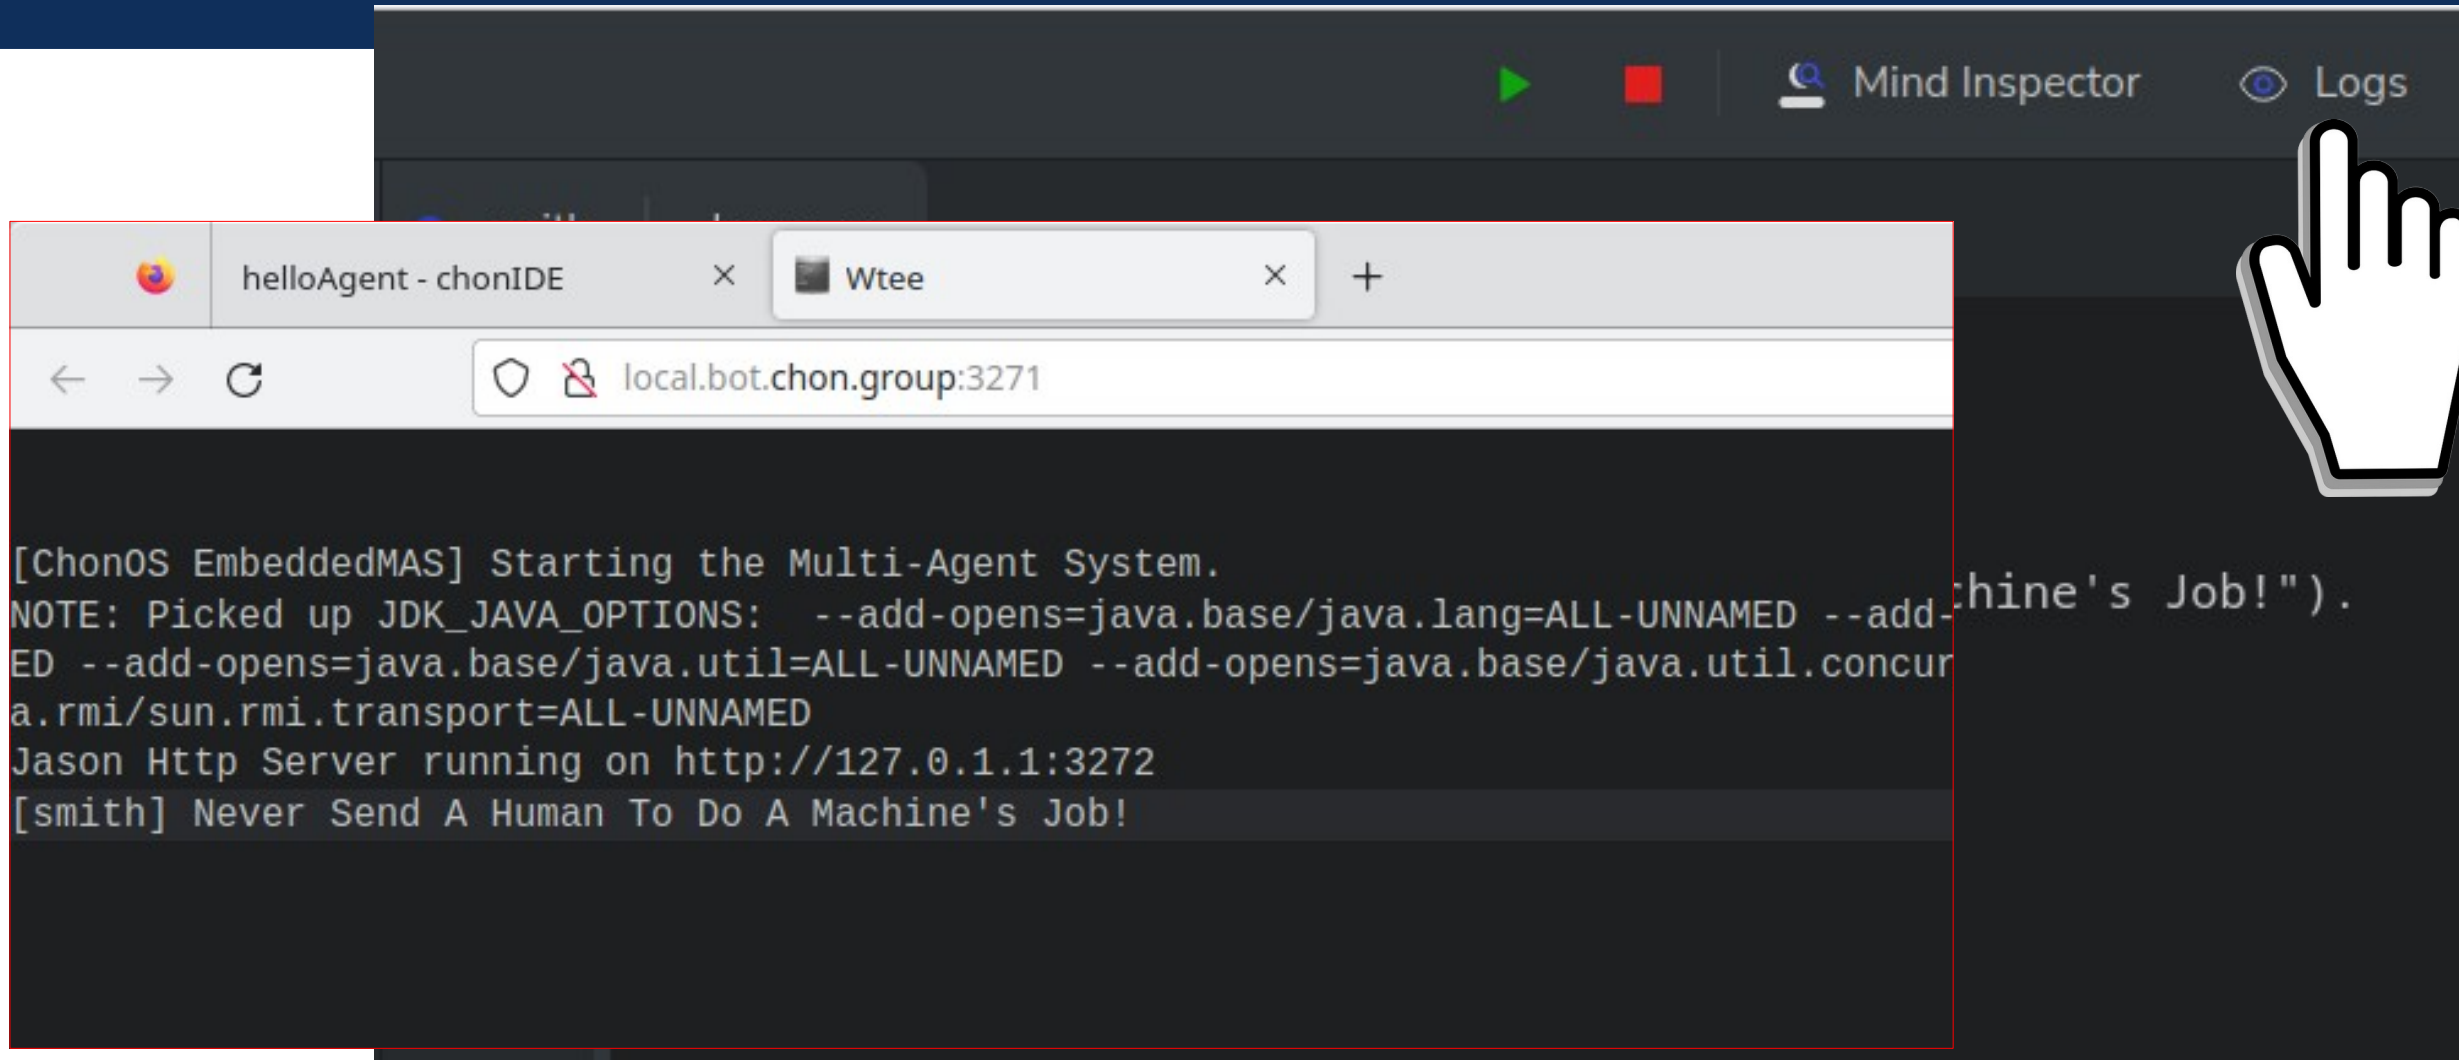 Mind Inspector
Logs
helloAgent - chonIDE
Wtee
local.bot.chon.group:3271
[ChonOS EmbeddedMAS] Starting the Multi-Agent System.
NOTE: Picked up JDK_JAVA_OPTIONS:  --add-opens=java.base/java.lang=ALL-UNNAMED --add-
ED --add-opens=java.base/java.util=ALL-UNNAMED --add-opens=java.base/java.util.concur
a.rmi/sun.rmi.transport=ALL-UNNAMED
Jason Http Server running on http://127.0.1.1:3272
[smith] Never Send A Human To Do A Machine's Job!
chine's Job!").